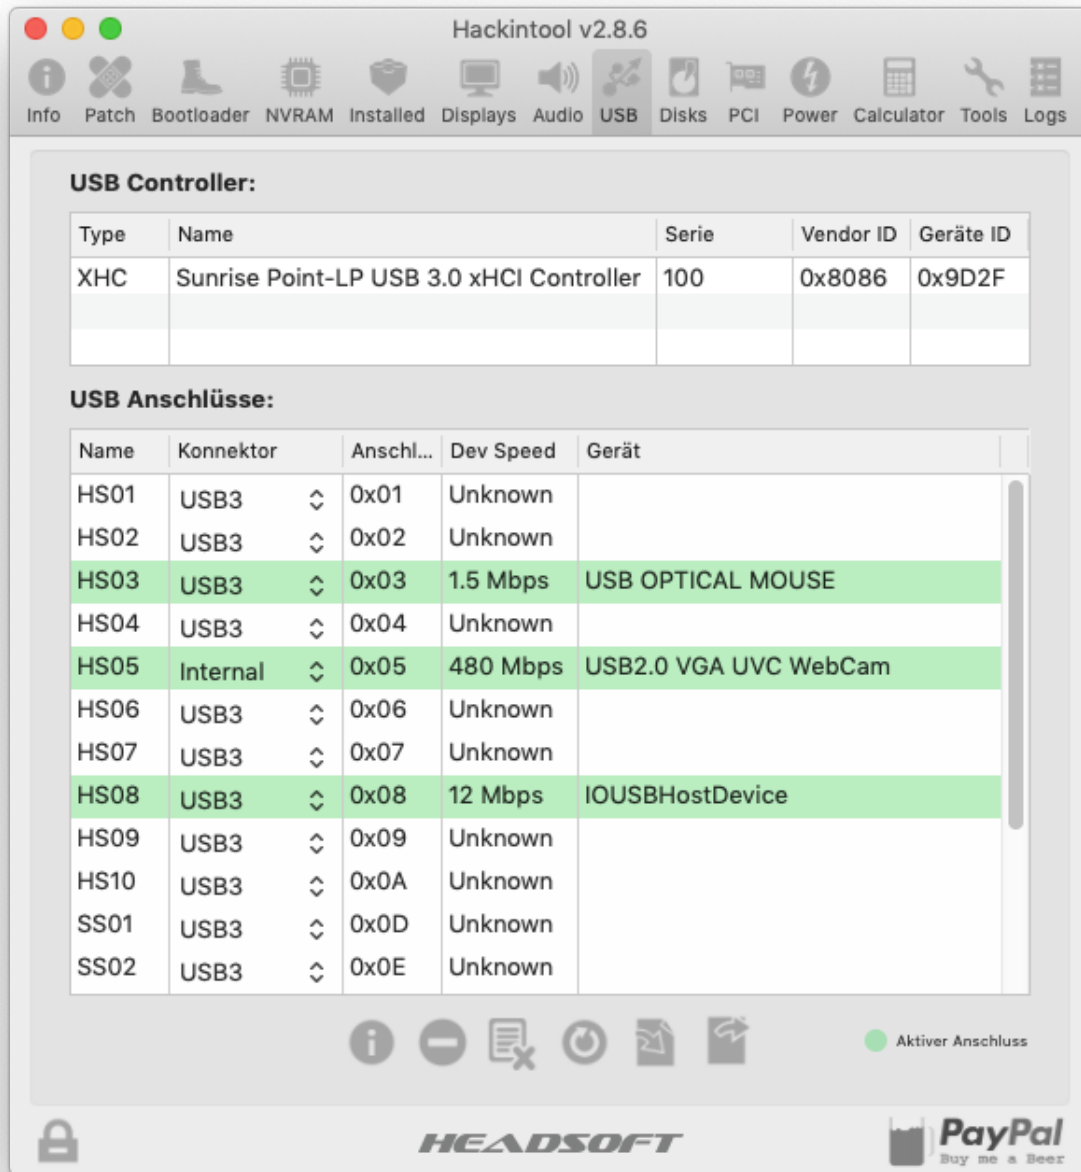 Hackintool v2.8.6
Info Patch Bootloader NVRAM Installed Displays Audio USB Disks PCI Power Calculator Tools Logs
USB Controller:
Type Name Serie Vendor ID Geräte ID
XHC Sunrise Point-LP USB 3.0 xHCI Controller 100 0x8086 0x9D2F
USB Anschlüsse:
Name Konnektor Anschl... Dev Speed Gerät
HS01 USB3 0x01 Unknown
HS02 USB3 0x02 Unknown
HS03 USB3 0x03 1.5 Mbps USB OPTICAL MOUSE
HS04 USB3 0x04 Unknown
HS05 Internal 0x05 480 Mbps USB2.0 VGA UVC WebCam
HS06 USB3 0x06 Unknown
HS07 USB3 0x07 Unknown
HS08 USB3 0x08 12 Mbps IOUSBHostDevice
HS09 USB3 0x09 Unknown
HS10 USB3 0x0A Unknown
SS01 USB3 0x0D Unknown
SS02 USB3 0x0E Unknown
Aktiver Anschluss
HEADSOFT
PayPal
Buy me a Beer